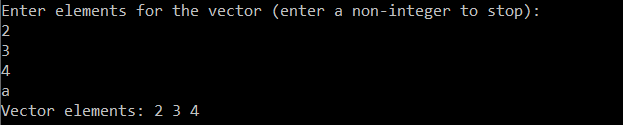 Enter elements for the vector (enter a non-integer to stop):
2
3
4
a
Vector elements: 2 3 4